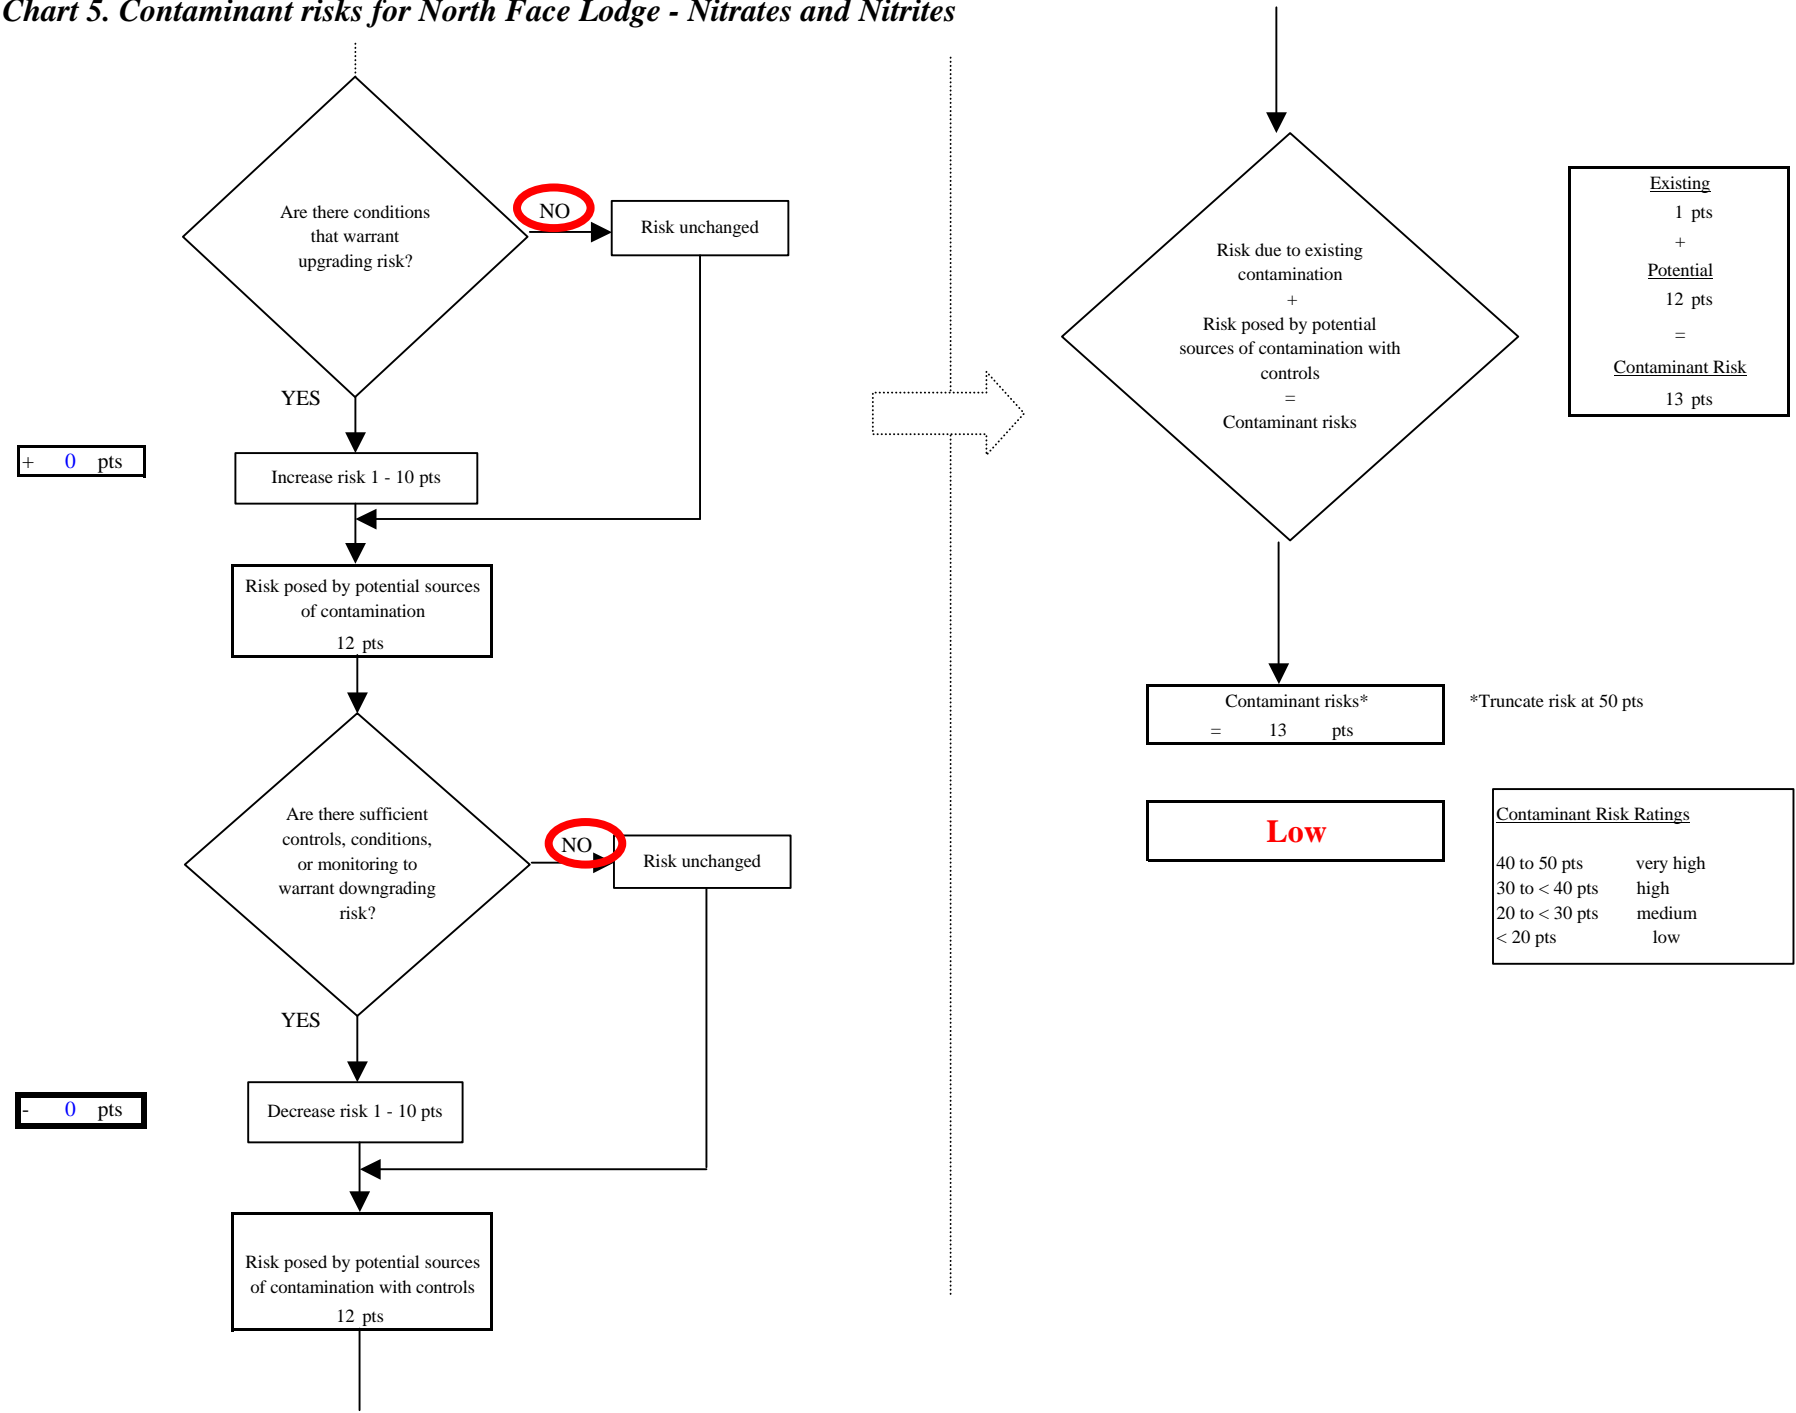 Chart 5. Contaminant risks for North Face Lodge - Nitrates and Nitrites
Are there conditions
that warrant
upgrading risk?
NO
Risk unchanged
YES
+ 0 pts
Increase risk 1 - 10 pts
Risk posed by potential sources
of contamination
12 pts
Are there sufficient
controls, conditions,
or monitoring to
warrant downgrading
risk?
NO
Risk unchanged
YES
- 0 pts
Decrease risk 1 - 10 pts
Risk posed by potential sources
of contamination with controls
12 pts
Risk due to existing
contamination
+
Risk posed by potential
sources of contamination with
controls
=
Contaminant risks
Existing
1 pts
+
Potential
12 pts
=
Contaminant Risk
13 pts
Contaminant risks*
= 13 pts
*Truncate risk at 50 pts
Low
Contaminant Risk Ratings
40 to 50 pts very high
30 to < 40 pts high
20 to < 30 pts medium
< 20 pts low